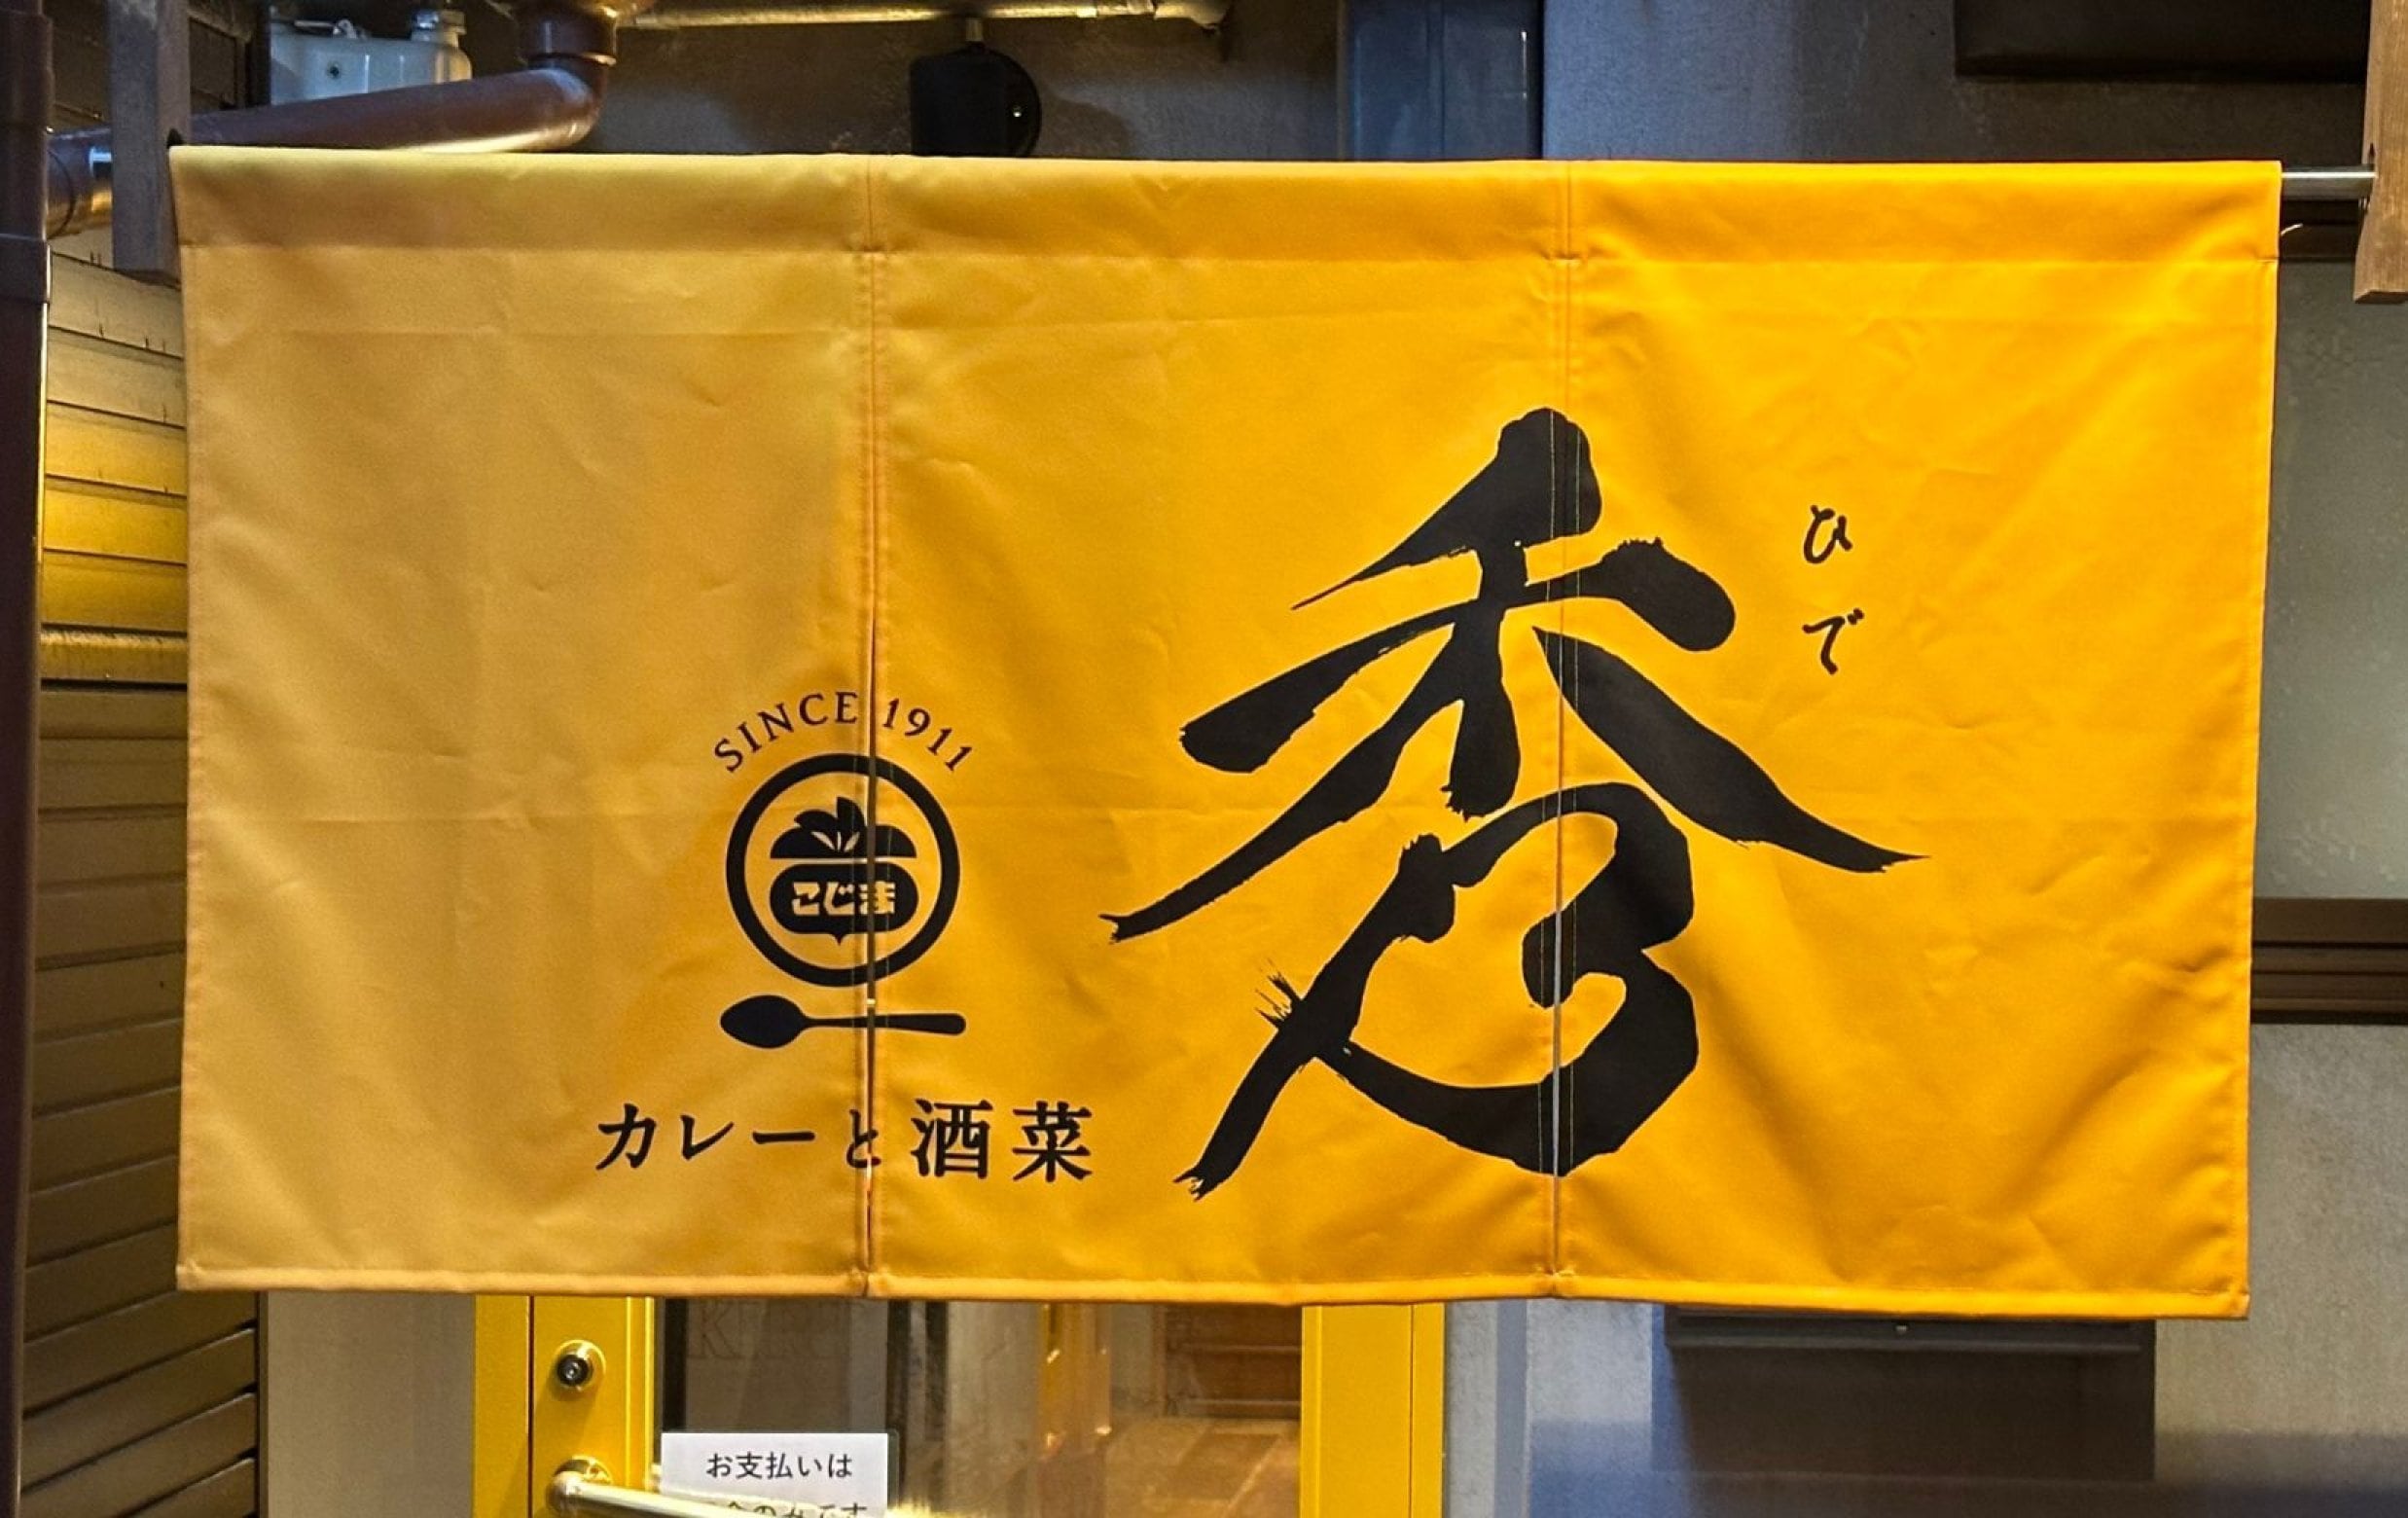 秀
ひで
SINCE 1911
こじま
カレーと酒菜
お支払いは